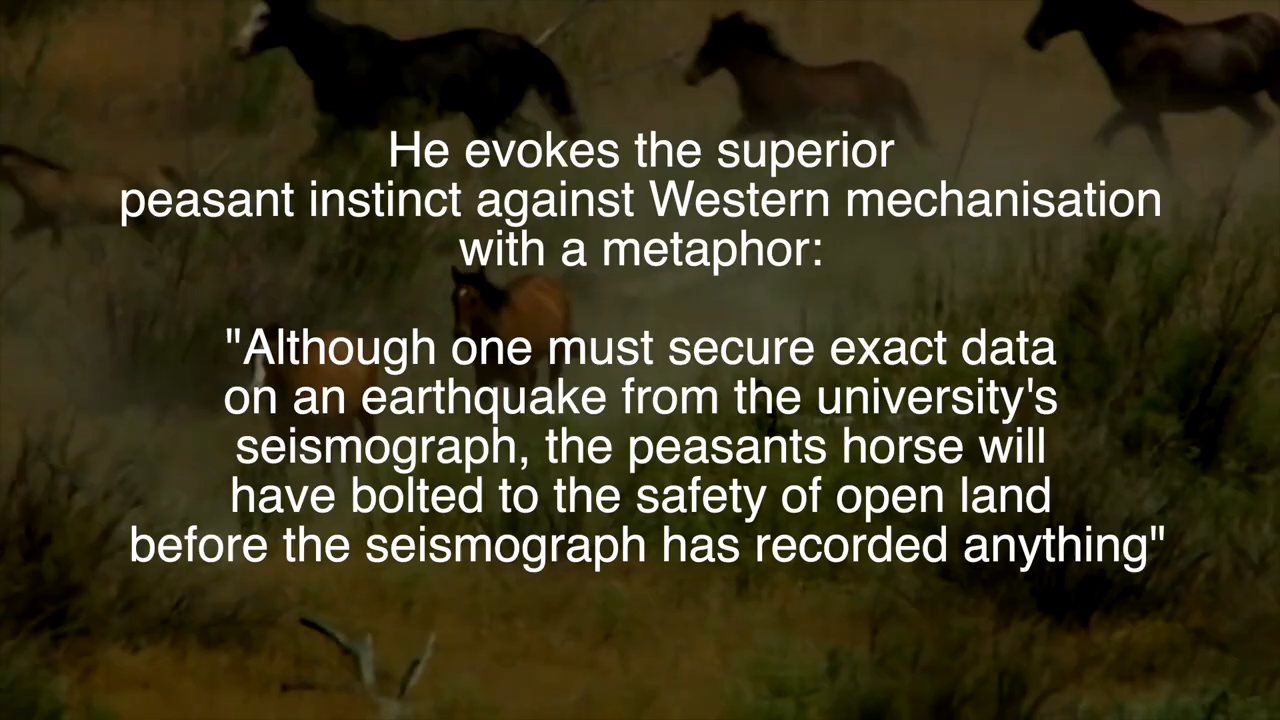 He evokes the superior
peasant instinct against Western mechanisation
with a metaphor:
"Although one must secure exact data
on an earthquake from the university's
seismograph, the peasants horse will
have bolted to the safety of open land
before the seismograph has recorded anything"